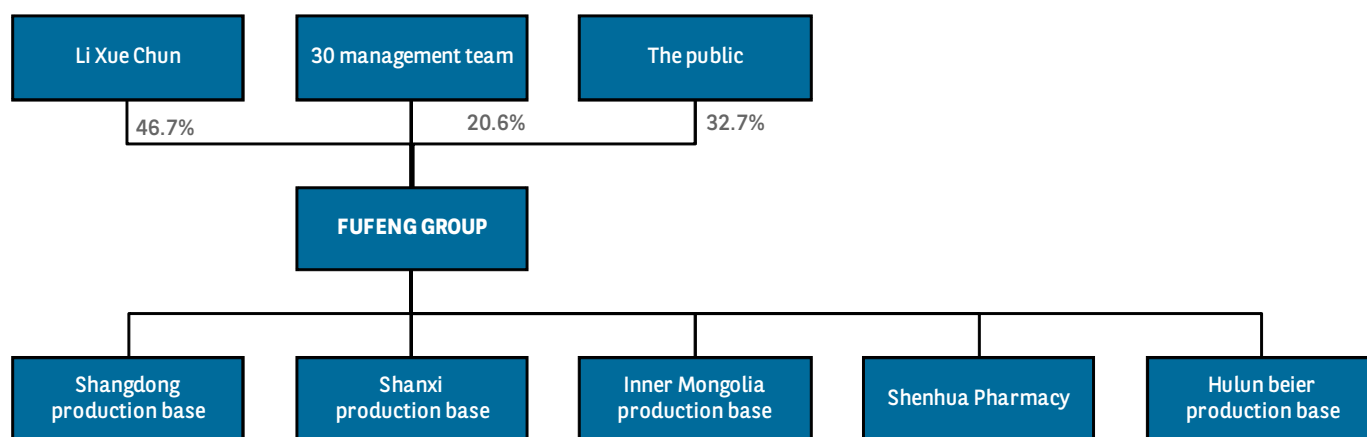 Li Xue Chun
30 management team
The public
46.7%
20.6%
32.7%
FUFENG GROUP
Shangdong
production base
Shanxi
production base
Inner Mongolia
production base
Shenhua Pharmacy
Hulun beier
production base